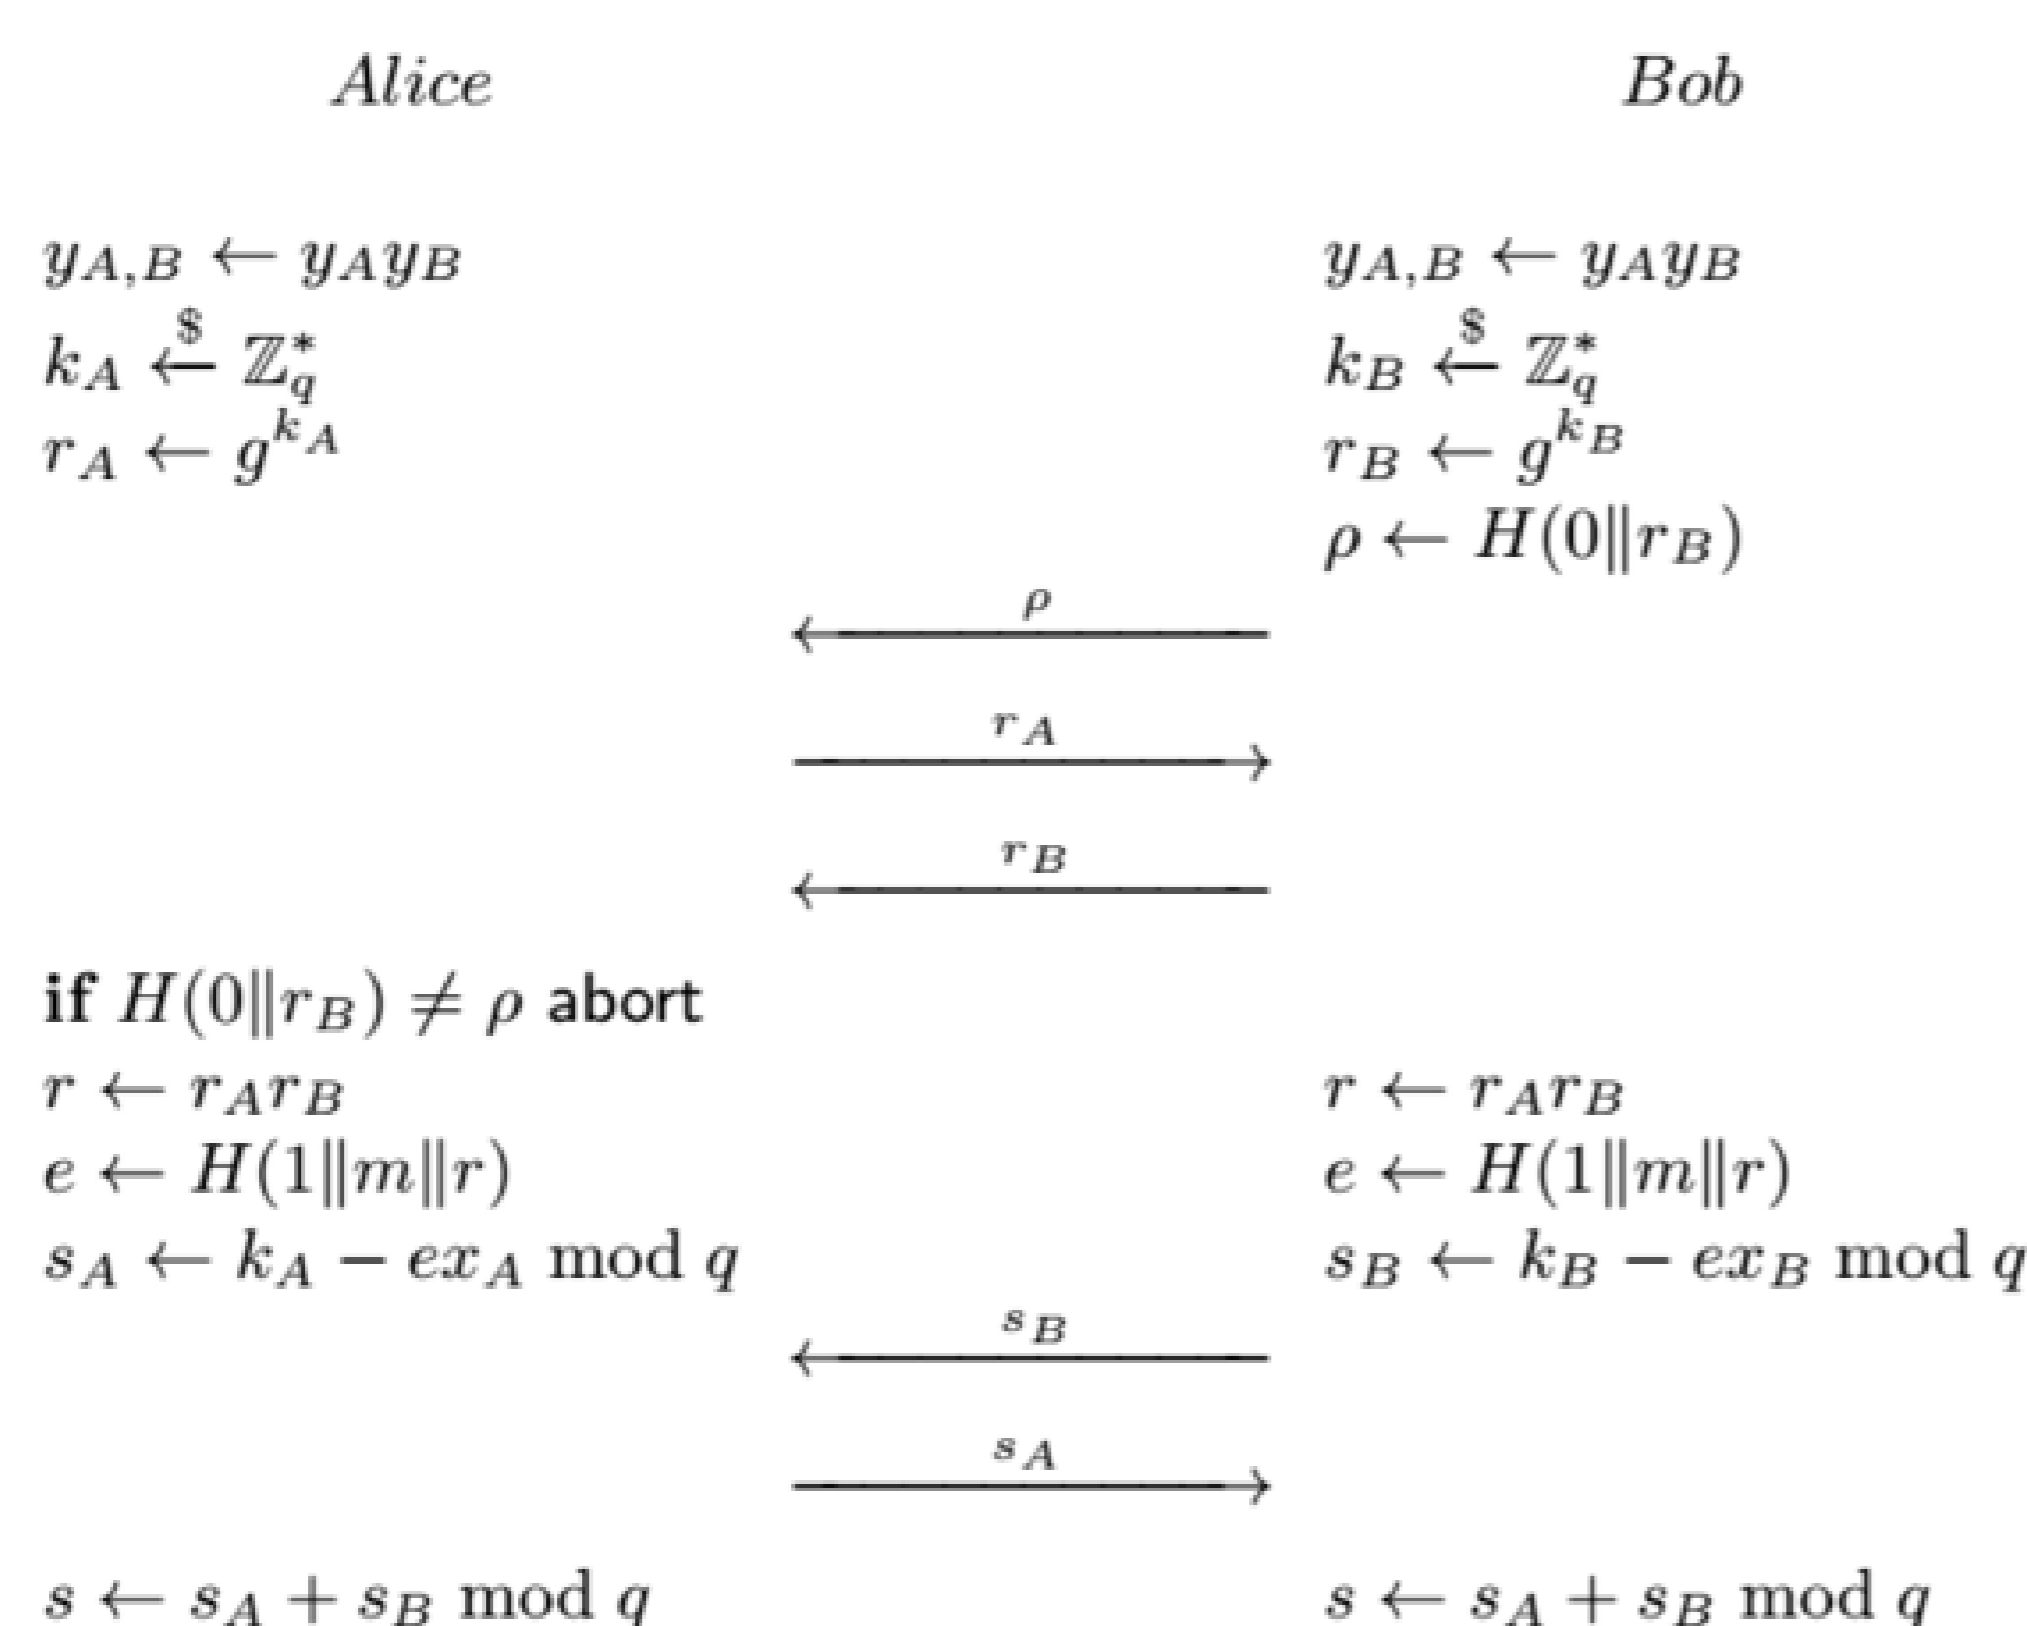 Alice Bob
y_{A,B} ← y_A y_B y_{A,B} ← y_A y_B
k_A ←$ ℤ_q^* k_B ←$ ℤ_q^*
r_A ← g^{k_A} r_B ← g^{k_B}
ρ ← H(0‖r_B)
ρ
r_A
r_B
if H(0‖r_B) ≠ ρ abort
r ← r_A r_B r ← r_A r_B
e ← H(1‖m‖r) e ← H(1‖m‖r)
s_A ← k_A − ex_A mod q s_B ← k_B − ex_B mod q
s_B
s_A
s ← s_A + s_B mod q s ← s_A + s_B mod q